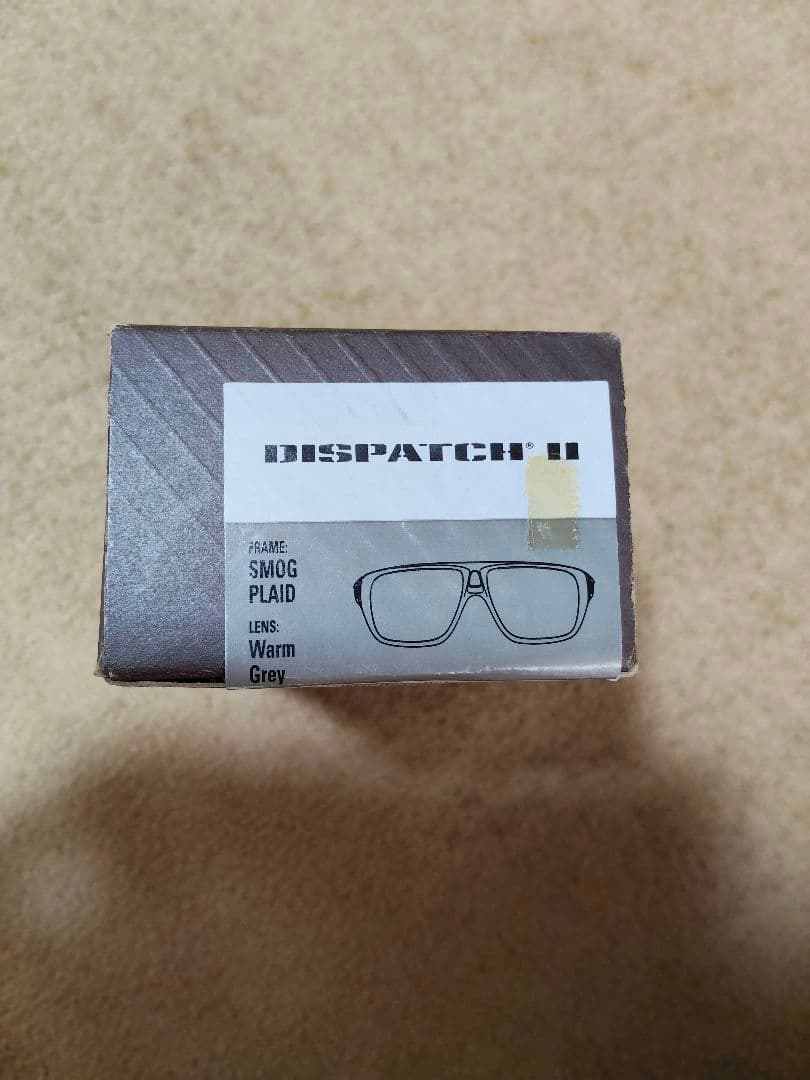 DISPATCH® II
FRAME:
SMOG
PLAID
LENS:
Warm
Grey